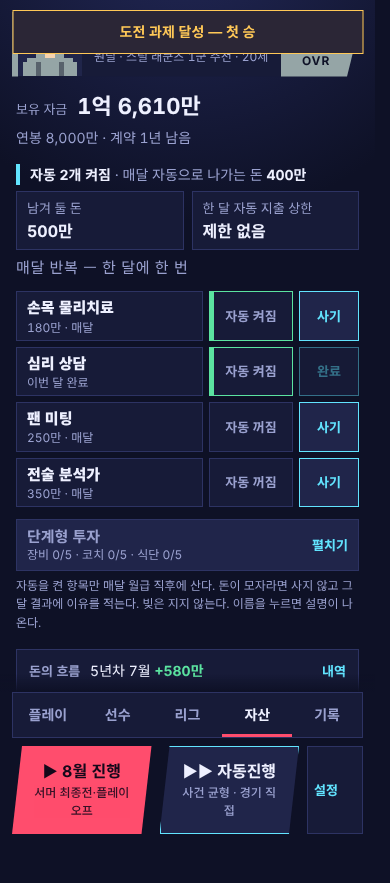 도전 과제 달성 — 첫 승
원딜 · 스틸 래쿤즈 1군 주전 · 20세
OVR
보유 자금 1억 6,610만
연봉 8,000만 · 계약 1년 남음
자동 2개 켜짐 · 매달 자동으로 나가는 돈 400만
남겨 둘 돈
500만
한 달 자동 지출 상한
제한 없음
매달 반복 — 한 달에 한 번
손목 물리치료
180만 · 매달
자동 켜짐
사기
심리 상담
이번 달 완료
자동 켜짐
완료
팬 미팅
250만 · 매달
자동 꺼짐
사기
전술 분석가
350만 · 매달
자동 꺼짐
사기
단계형 투자
장비 0/5 · 코치 0/5 · 식단 0/5
펼치기
자동을 켠 항목만 매달 월급 직후에 산다. 돈이 모자라면 사지 않고 그
달 결과에 이유를 적는다. 빚은 지지 않는다. 이름을 누르면 설명이 나
온다.
돈의 흐름 5년차 7월 +580만 내역
플레이 선수 리그 자산 기록
▶ 8월 진행
서머 최종전·플레이
오프
▶▶ 자동진행
사건 균형 · 경기 직
접
설정